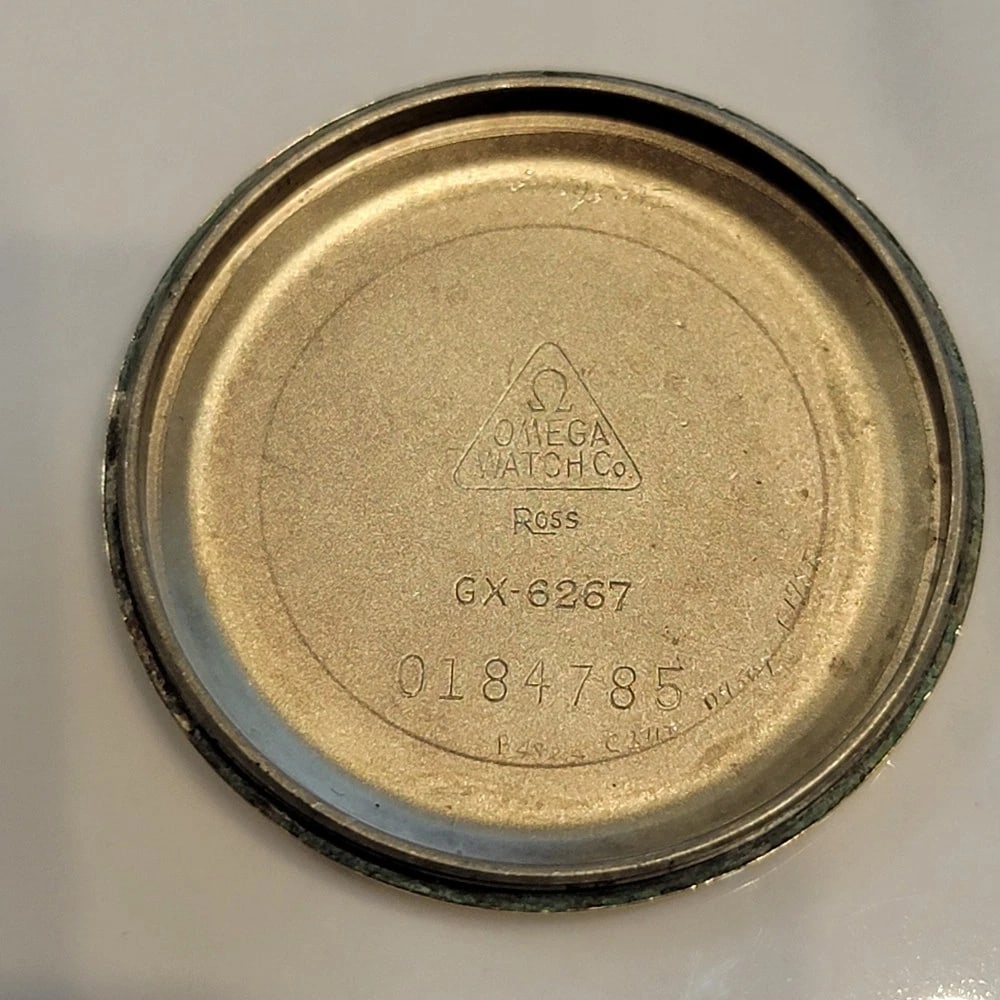 Ω
OMEGA
WATCH Co.
ROSS
GX-6267
0184785